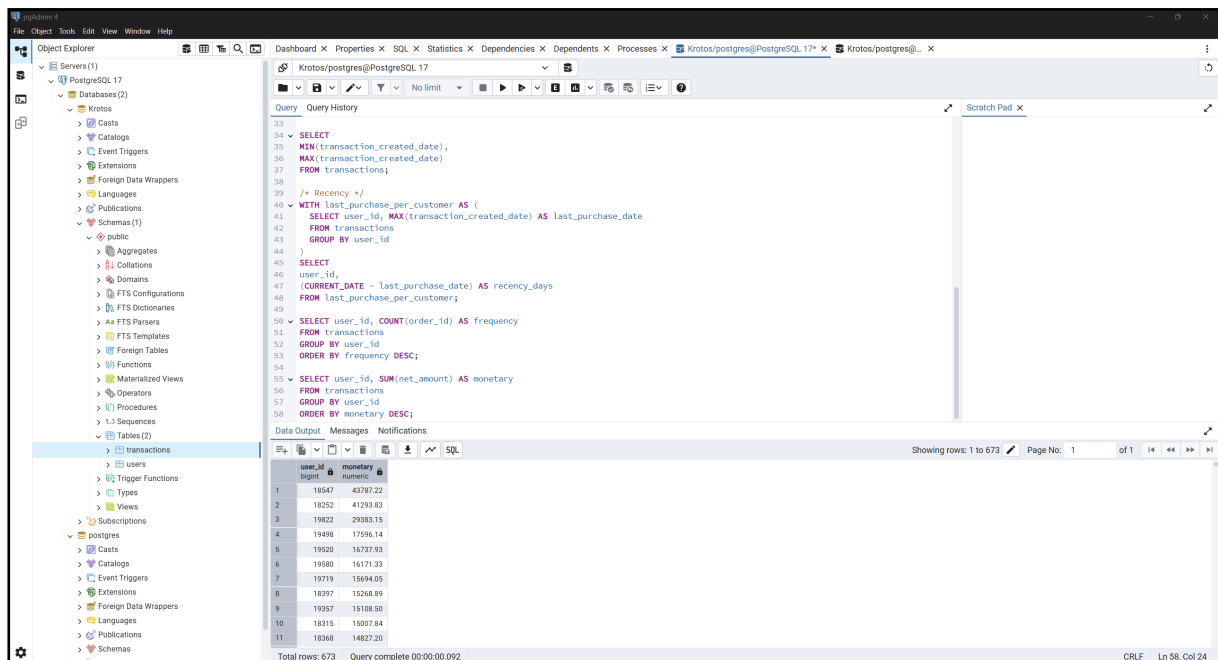 pgAdmin 4
File Object Tools Edit View Window Help
Object Explorer
Servers (1)
PostgreSQL 17
Databases (2)
Krotos
Casts
Catalogs
Event Triggers
Extensions
Foreign Data Wrappers
Languages
Publications
Schemas (1)
public
Aggregates
Collations
Domains
FTS Configurations
FTS Dictionaries
Aa FTS Parsers
FTS Templates
Foreign Tables
Functions
Materialized Views
Operators
Procedures
1..3 Sequences
Tables (2)
transactions
users
Trigger Functions
Types
Views
Subscriptions
postgres
Casts
Catalogs
Event Triggers
Extensions
Foreign Data Wrappers
Languages
Publications
Schemas
Dashboard X Properties X SQL X Statistics X Dependencies X Dependents X Processes X Krotos/postgres@PostgreSQL 17* X Krotos/postgres@... X
Krotos/postgres@PostgreSQL 17
No limit
Query Query History
Scratch Pad X
33
34 SELECT
35 MIN(transaction_created_date),
36 MAX(transaction_created_date)
37 FROM transactions;
38
39 /* Recency */
40 WITH last_purchase_per_customer AS (
41 SELECT user_id, MAX(transaction_created_date) AS last_purchase_date
42 FROM transactions
43 GROUP BY user_id
44 )
45 SELECT
46 user_id,
47 (CURRENT_DATE - last_purchase_date) AS recency_days
48 FROM last_purchase_per_customer;
49
50 SELECT user_id, COUNT(order_id) AS frequency
51 FROM transactions
52 GROUP BY user_id
53 ORDER BY frequency DESC;
54
55 SELECT user_id, SUM(net_amount) AS monetary
56 FROM transactions
57 GROUP BY user_id
58 ORDER BY monetary DESC;
Data Output Messages Notifications
SQL
Showing rows: 1 to 673 Page No: 1 of 1
user_id monetary
bigint numeric
1 18547 43787.22
2 18252 41293.83
3 19822 29383.15
4 19498 17596.14
5 19520 16737.93
6 19580 16171.33
7 19719 15694.05
8 18397 15268.89
9 19357 15108.50
10 18315 15007.84
11 18368 14827.20
Total rows: 673 Query complete 00:00:00.092 CRLF Ln 58, Col 24